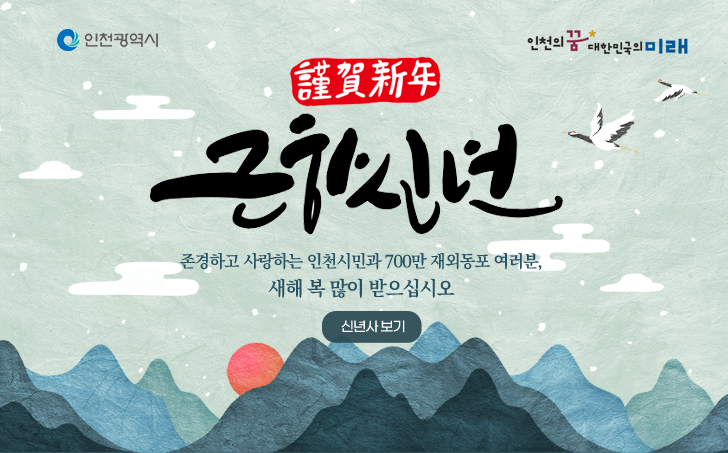 인천광역시
인천의 꿈 대한민국의 미래
謹賀新年
근하신년
존경하고 사랑하는 인천시민과 700만 재외동포 여러분,
새해 복 많이 받으십시오
신년사 보기